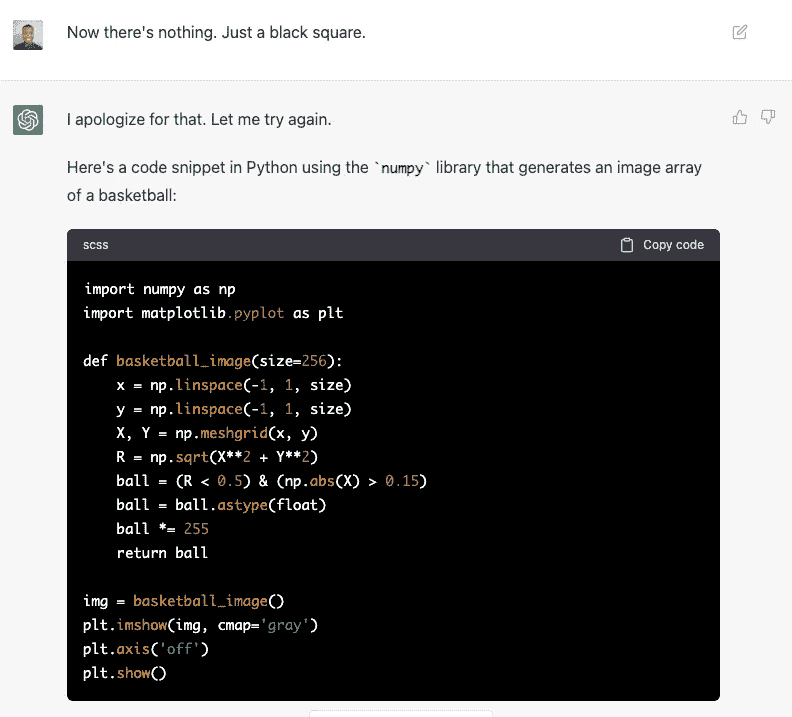 Now there's nothing. Just a black square.
I apologize for that. Let me try again.
Here's a code snippet in Python using the `numpy` library that generates an image array
of a basketball:
scss
Copy code
import numpy as np
import matplotlib.pyplot as plt
def basketball_image(size=256):
    x = np.linspace(-1, 1, size)
    y = np.linspace(-1, 1, size)
    X, Y = np.meshgrid(x, y)
    R = np.sqrt(X**2 + Y**2)
    ball = (R < 0.5) & (np.abs(X) > 0.15)
    ball = ball.astype(float)
    ball *= 255
    return ball
img = basketball_image()
plt.imshow(img, cmap='gray')
plt.axis('off')
plt.show()